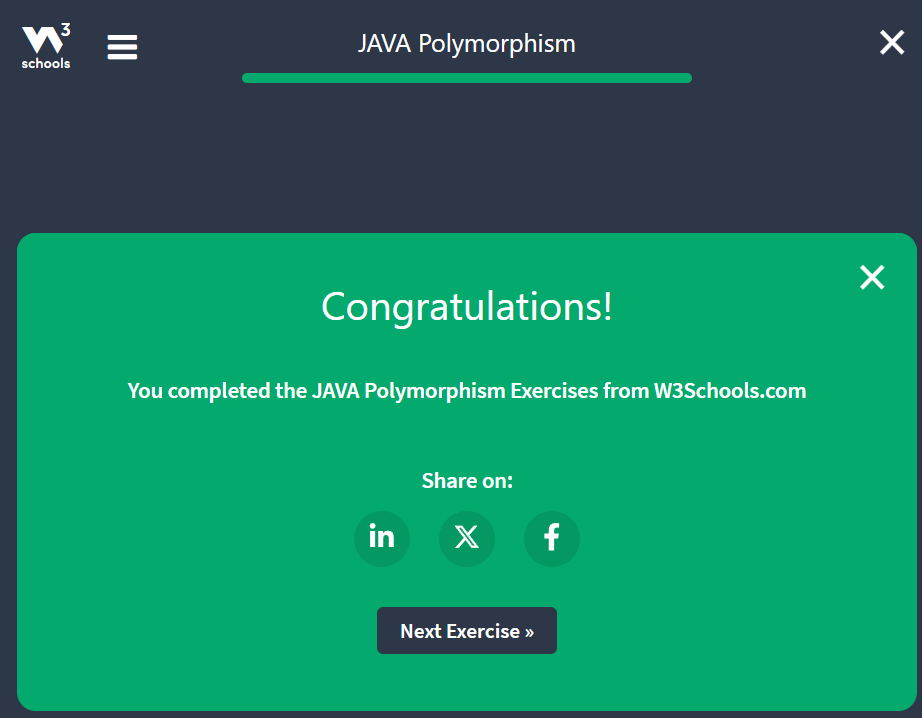 W3
schools
JAVA Polymorphism
Congratulations!
You completed the JAVA Polymorphism Exercises from W3Schools.com
Share on:
in
X
f
Next Exercise »